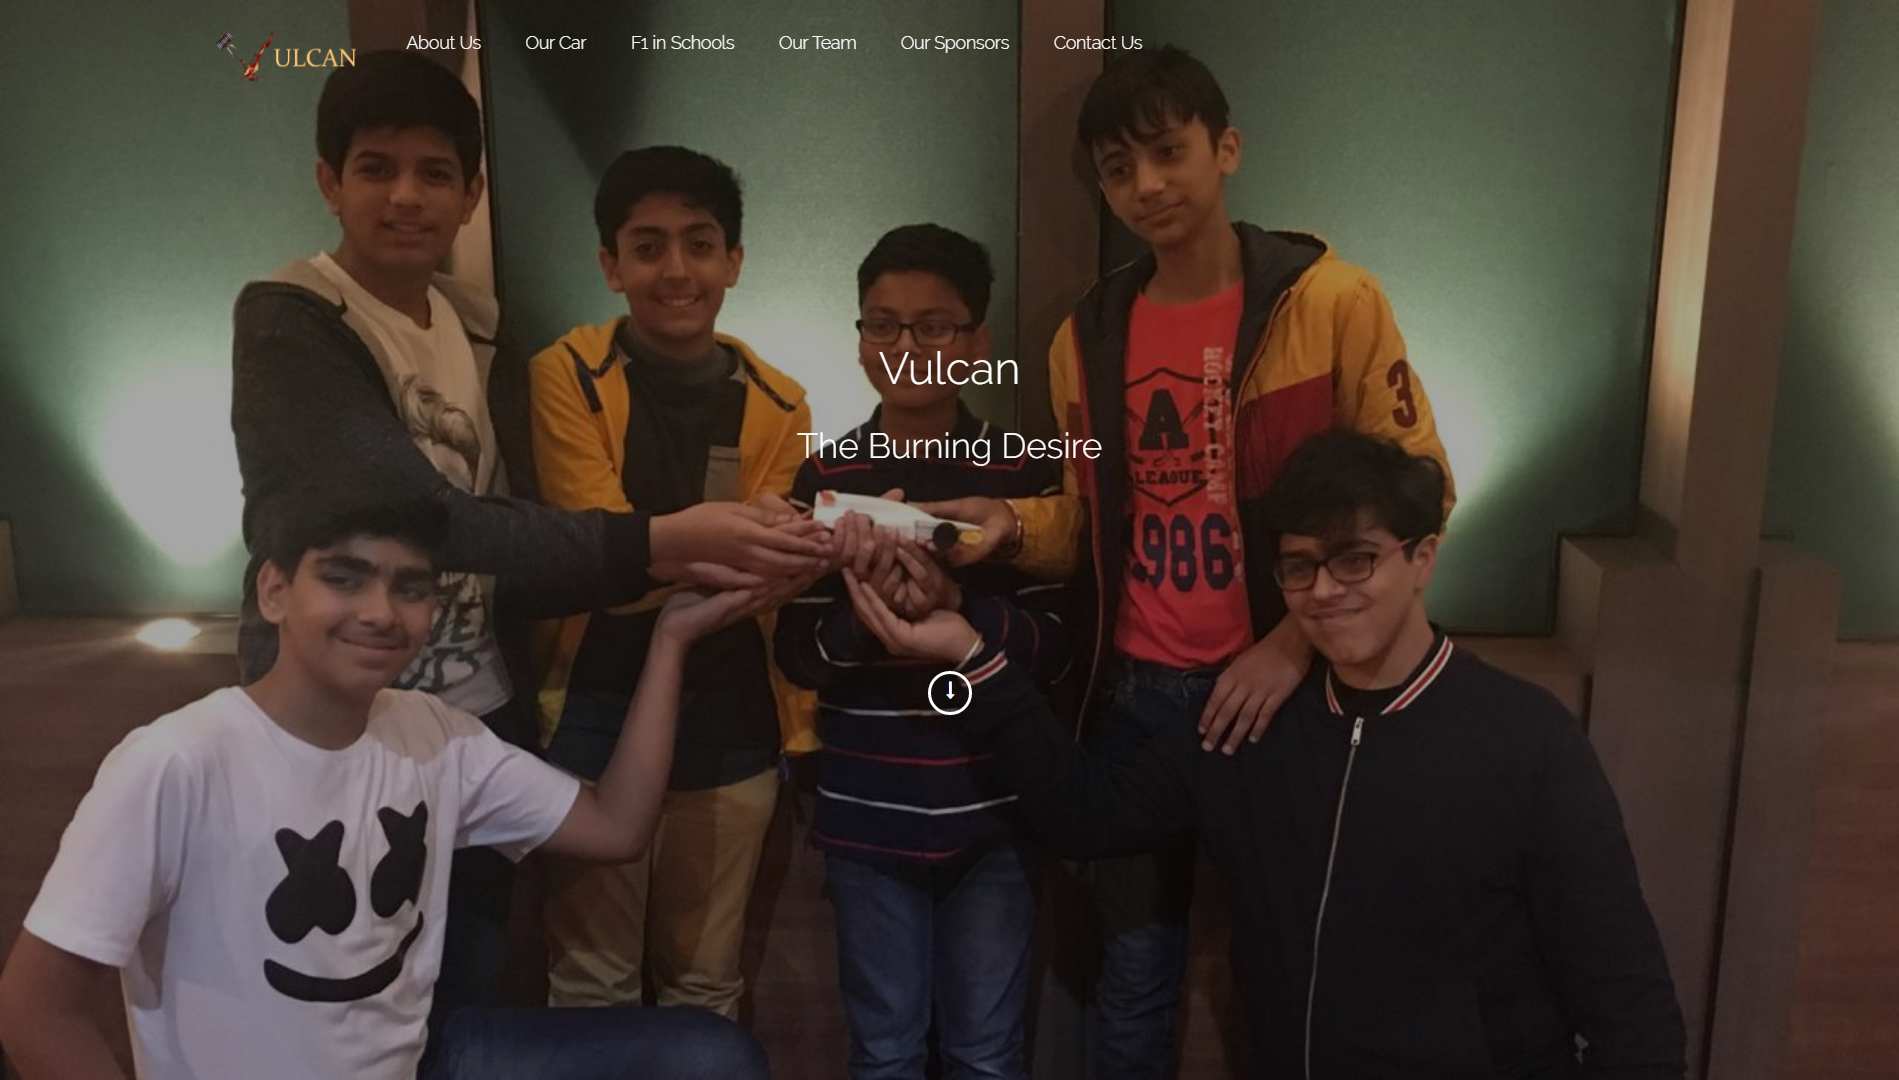 VULCAN
About Us
Our Car
F1 in Schools
Our Team
Our Sponsors
Contact Us
Vulcan
The Burning Desire
3
A
LEAGUE
1986